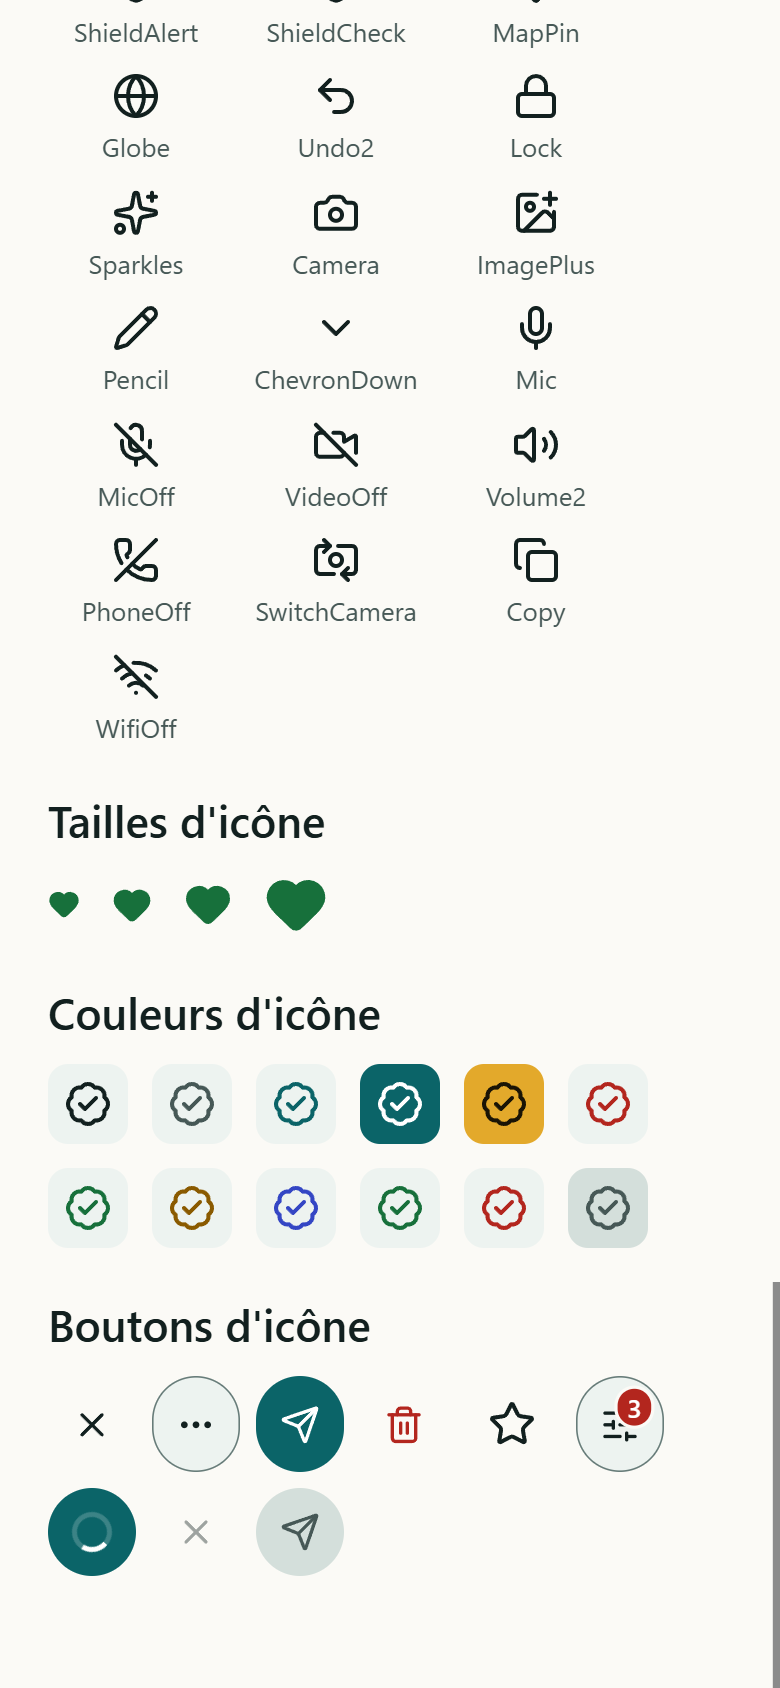 ShieldAlert ShieldCheck MapPin
Globe Undo2 Lock
Sparkles Camera ImagePlus
Pencil ChevronDown Mic
MicOff VideoOff Volume2
PhoneOff SwitchCamera Copy
WifiOff
Tailles d'icône
Couleurs d'icône
Boutons d'icône
3